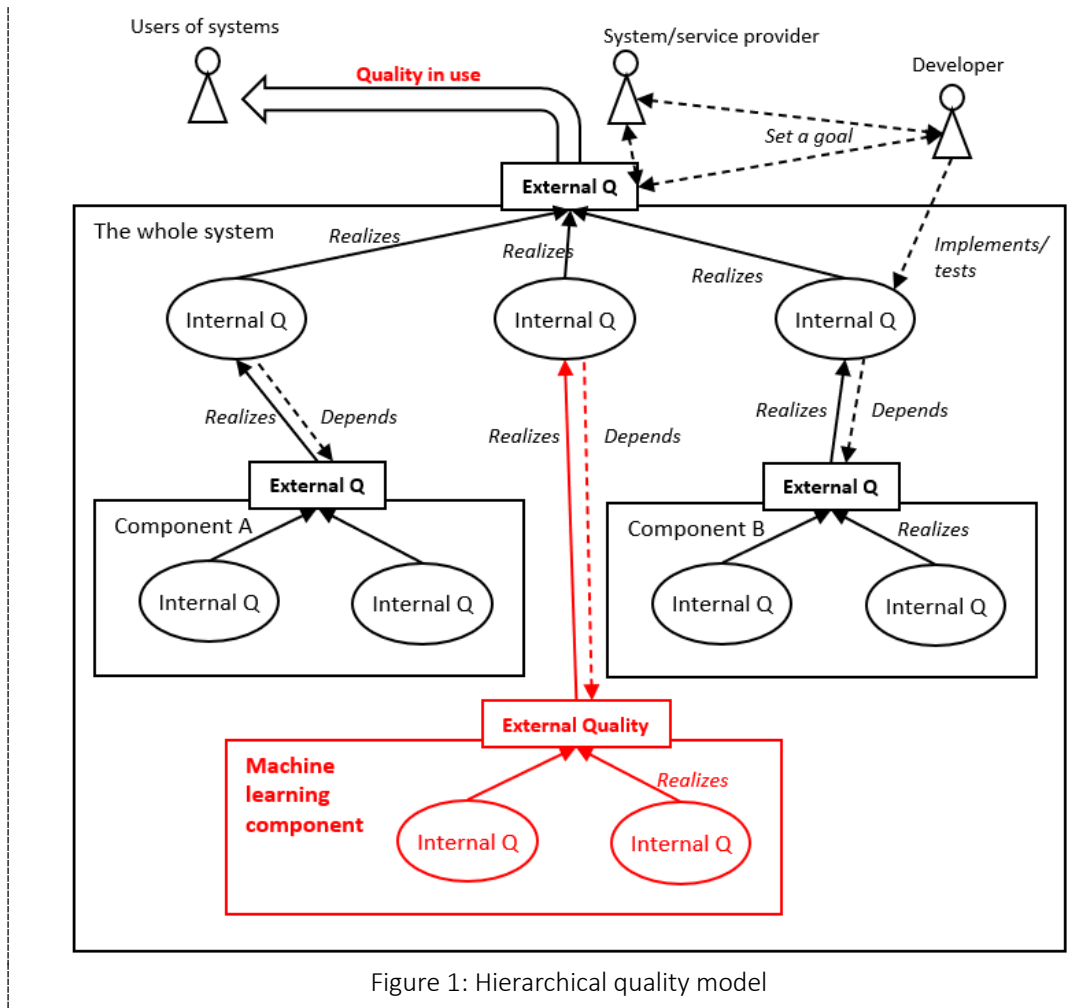 Users of systems
System/service provider
Developer
Quality in use
Set a goal
External Q
The whole system
Realizes
Realizes
Realizes
Implements/
tests
Internal Q
Internal Q
Internal Q
Realizes
Depends
Realizes
Depends
Realizes
Depends
External Q
External Q
Component A
Component B
Realizes
Internal Q
Internal Q
Internal Q
Internal Q
External Quality
Machine
learning
component
Realizes
Internal Q
Internal Q
Figure 1: Hierarchical quality model